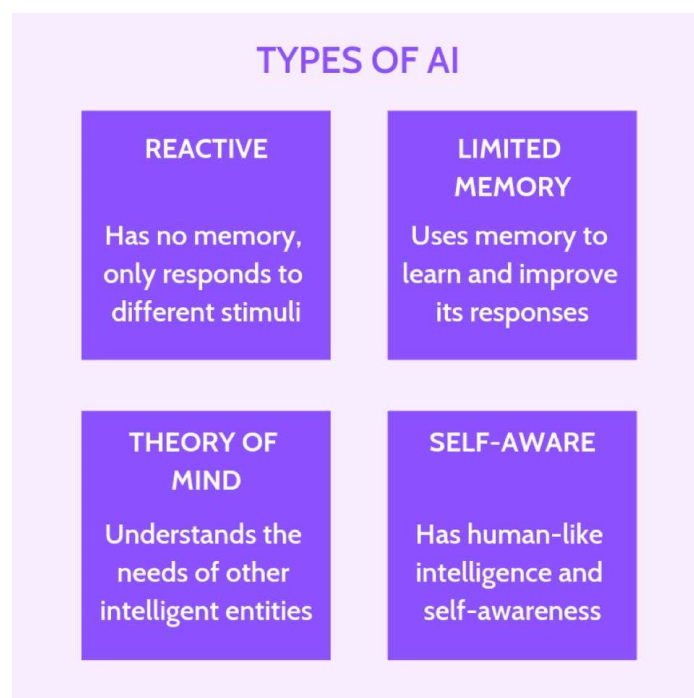 TYPES OF AI
REACTIVE
Has no memory,
only responds to
different stimuli
LIMITED
MEMORY
Uses memory to
learn and improve
its responses
THEORY OF
MIND
Understands the
needs of other
intelligent entities
SELF-AWARE
Has human-like
intelligence and
self-awareness